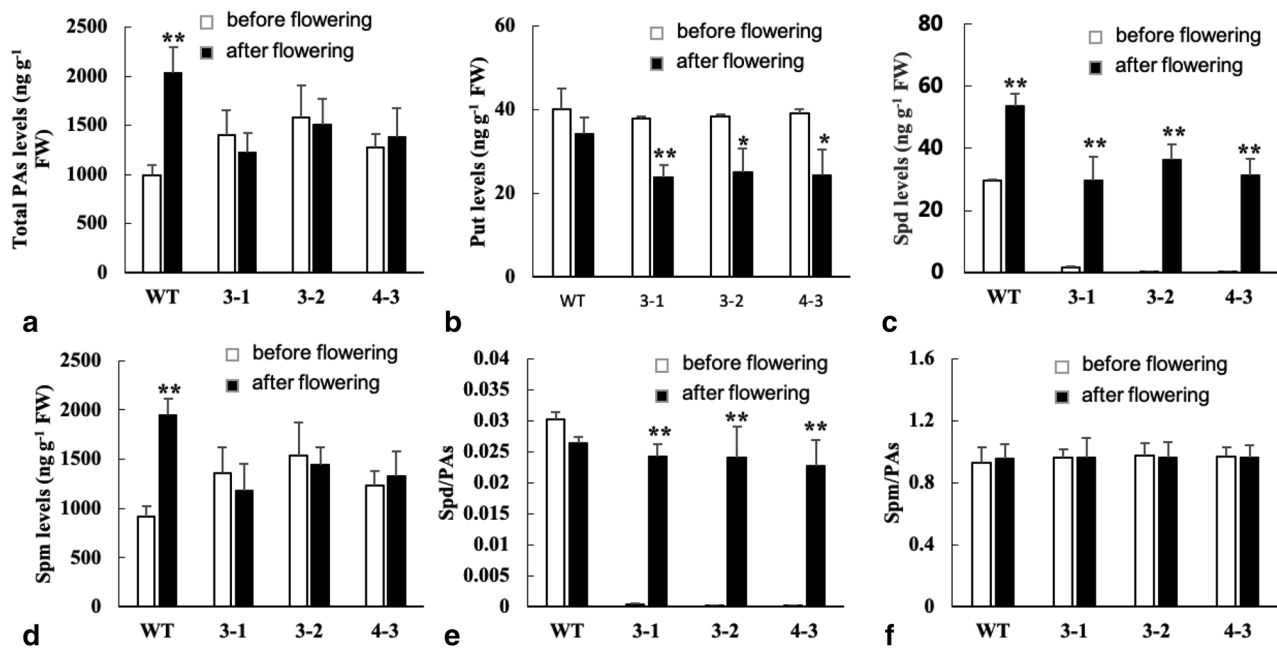 Total PAs levels (ng g-1
FW)
2500
2000
1500
1000
500
0
before flowering
after flowering
**
WT
3-1
3-2
4-3
a
Put levels (ng g-1 FW)
60
40
20
0
before flowering
after flowering
**
*
*
WT
3-1
3-2
4-3
b
Spd levels (ng g-1 FW)
80
60
40
20
0
before flowering
after flowering
**
**
**
**
WT
3-1
3-2
4-3
c
Spm levels (ng g-1 FW)
2500
2000
1500
1000
500
0
before flowering
after flowering
**
WT
3-1
3-2
4-3
d
Spd/PAs
0.04
0.035
0.03
0.025
0.02
0.015
0.01
0.005
0
before flowering
after flowering
**
**
**
WT
3-1
3-2
4-3
e
Spm/PAs
1.6
1.2
0.8
0.4
0
before flowering
after flowering
WT
3-1
3-2
4-3
f